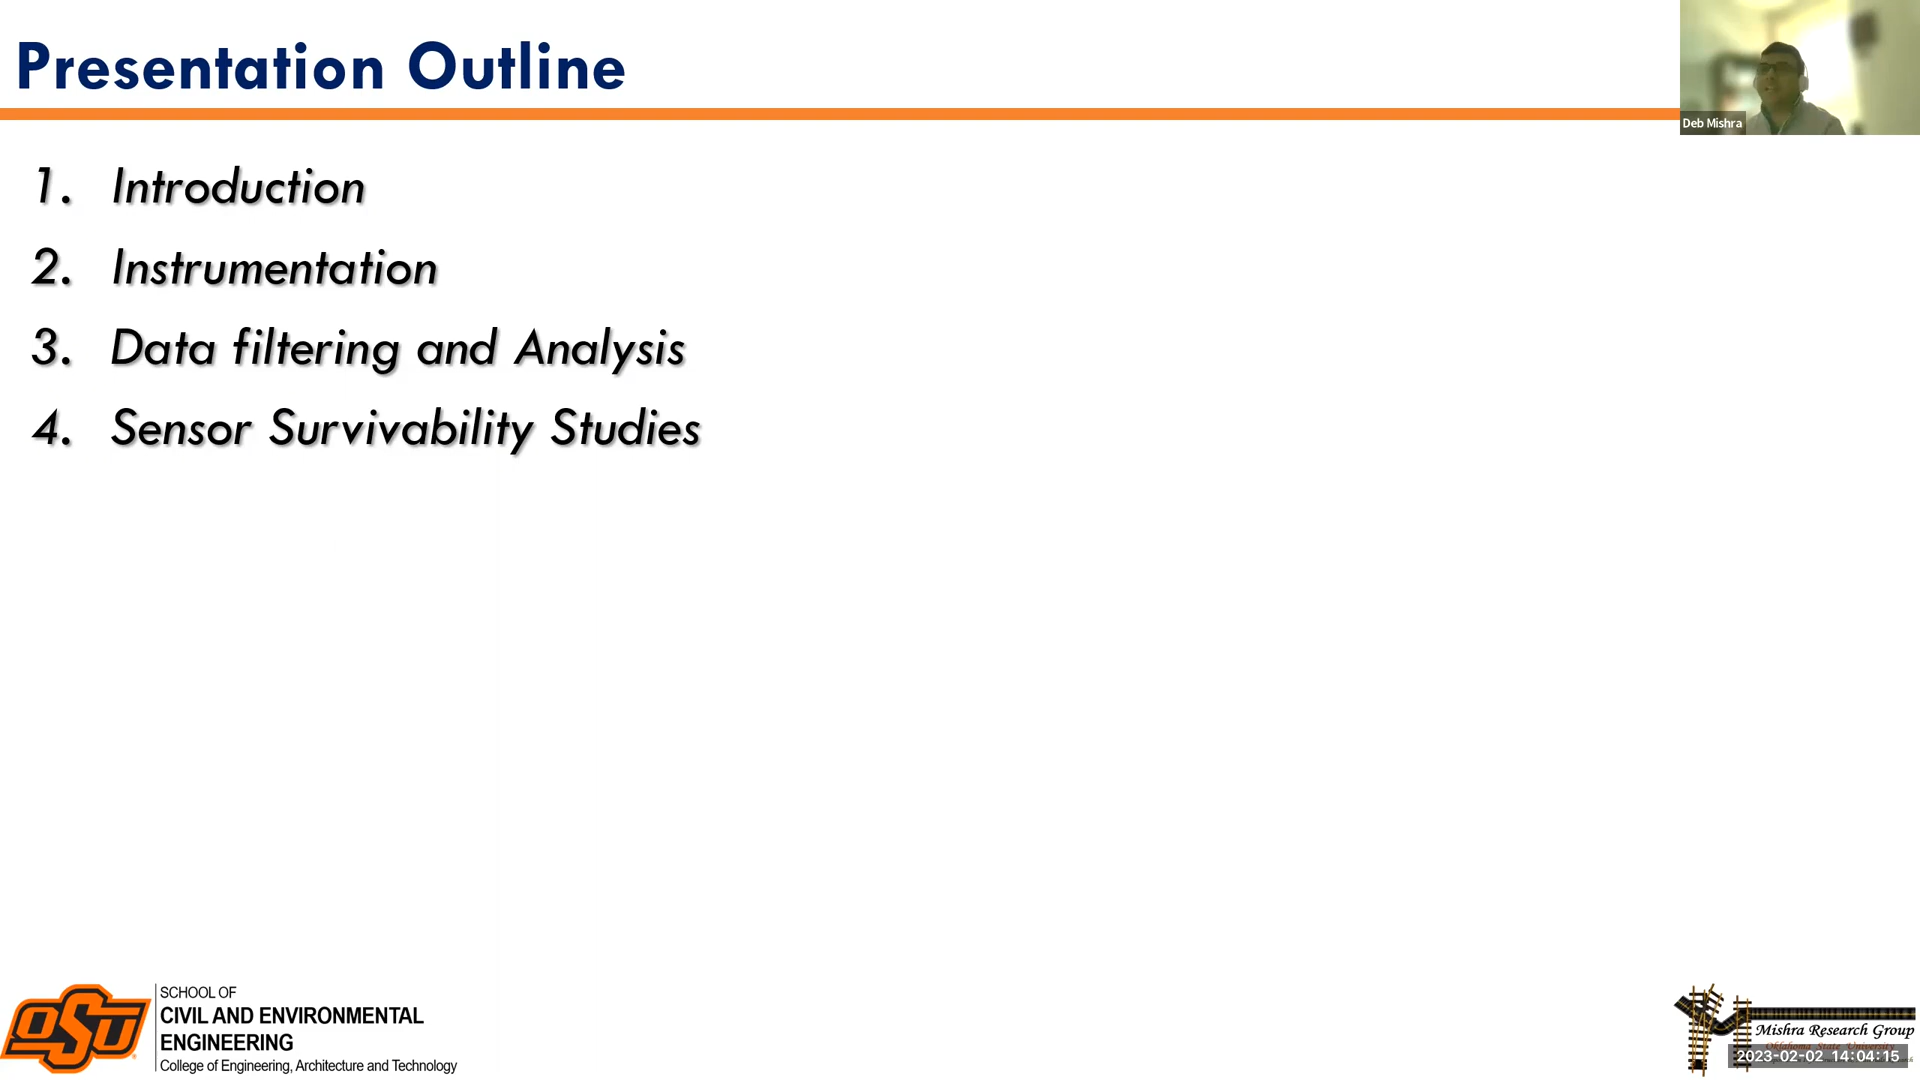 Presentation Outline
Deb Mishra
1. Introduction
2. Instrumentation
3. Data filtering and Analysis
4. Sensor Survivability Studies
OSU
SCHOOL OF
CIVIL AND ENVIRONMENTAL
ENGINEERING
College of Engineering, Architecture and Technology
Mishra Research Group
Oklahoma State University
2023-02-02 14:04:15